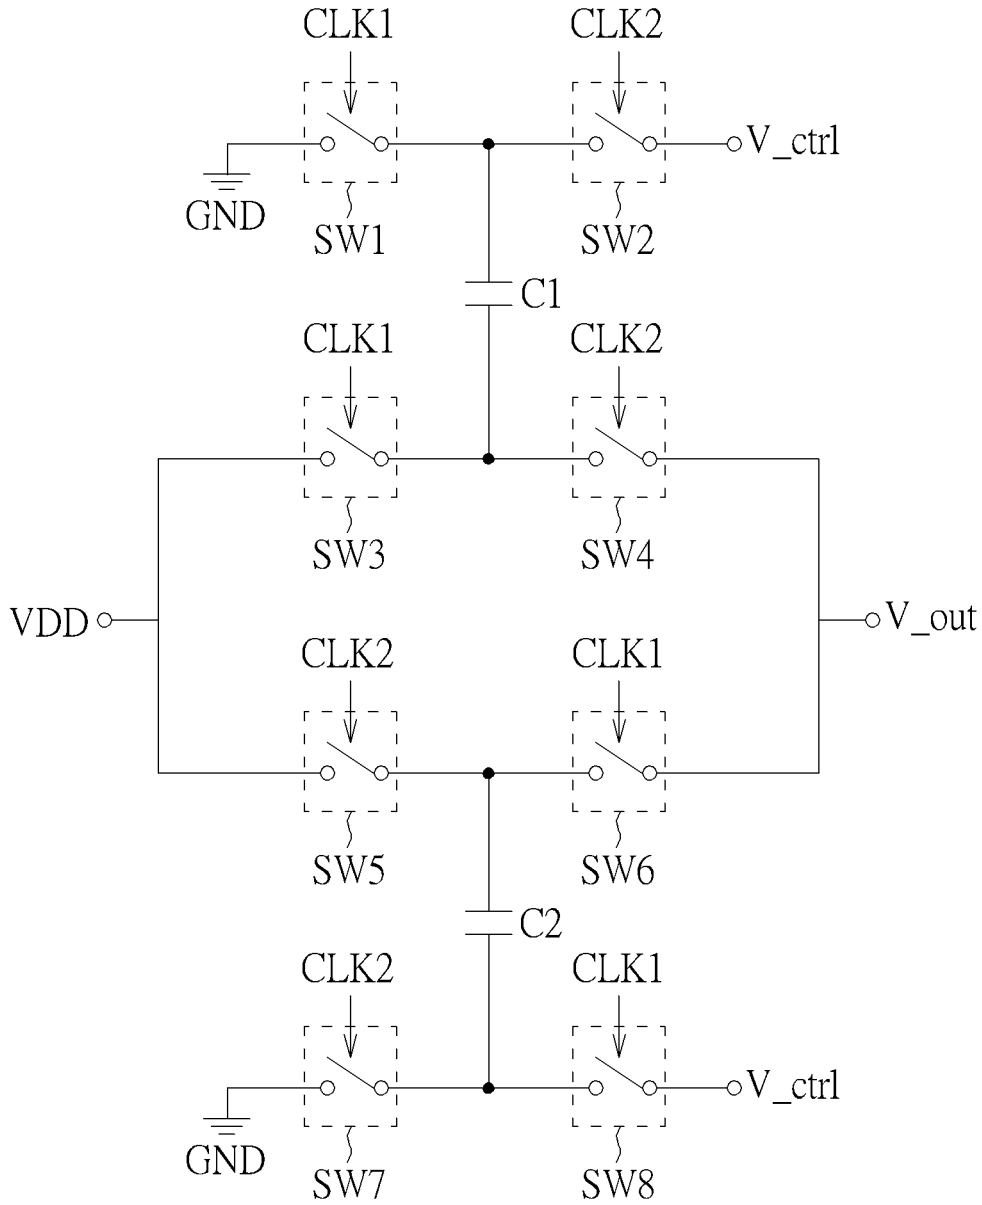 CLK1 CLK2
V_ctrl
GND
SW1 SW2
C1
CLK1 CLK2
SW3 SW4
VDD V_out
CLK2 CLK1
SW5 SW6
C2
CLK2 CLK1
V_ctrl
GND
SW7 SW8